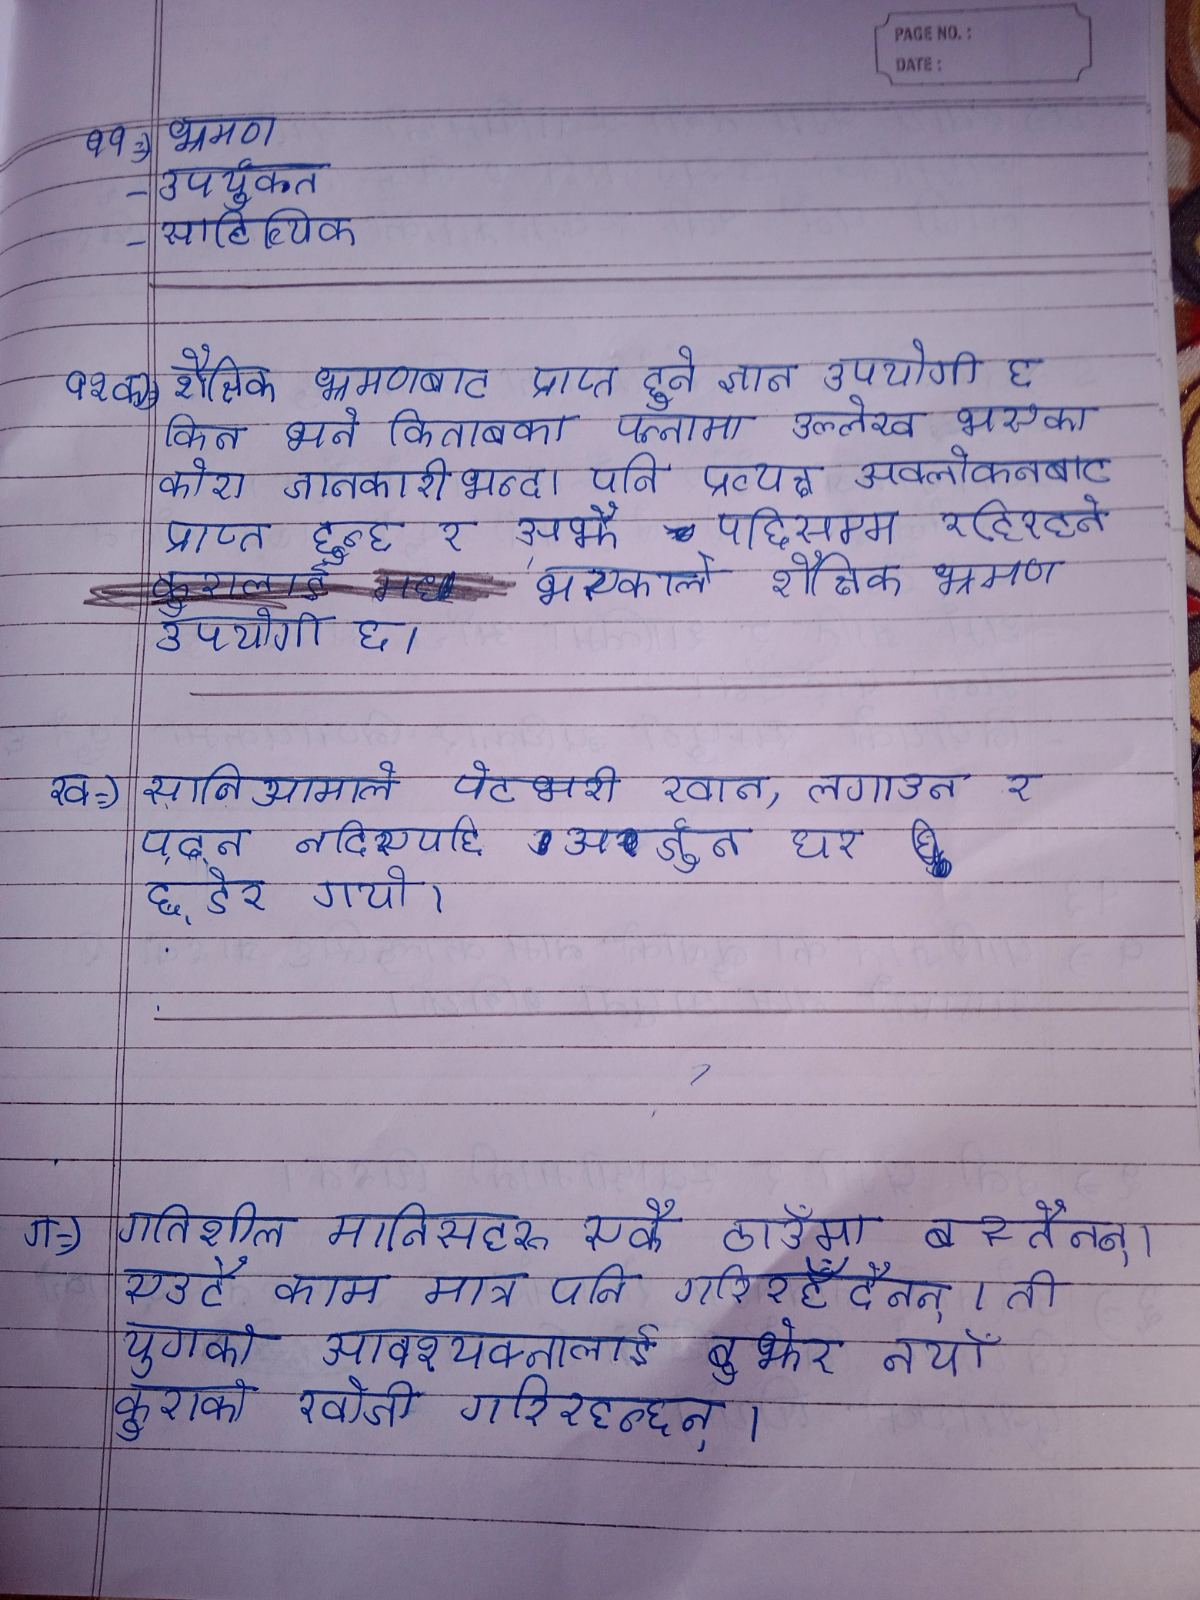 PAGE NO. :
DATE :
११⇒ भ्रमण
- उपर्युक्त
- साहित्यिक
१२क⇒ शैक्षिक भ्रमणबाट प्राप्त हुने ज्ञान उपयोगी छ
किन भने किताबका पन्नामा उल्लेख भएका
कोरा जानकारीभन्दा पनि प्रत्यक्ष अवलोकनबाट
प्राप्त हुन्छ र अझै पछिसम्म रहिरहने
भएकाले शैक्षिक भ्रमण
उपयोगी छ।
ख⇒ सानिआमाले पेटभरी खान, लगाउन र
पढ्न नदिएपछि अर्जुन घर
छाडेर गयो।
ग⇒ गतिशील मानिसहरू एकै ठाउँमा बस्तैनन्।
एउटै काम मात्र पनि गरिरहँदैनन्। ती
युगको आवश्यक्तालाई बुझेर नयाँ
कुराको खोजी गरिरहन्छन्।